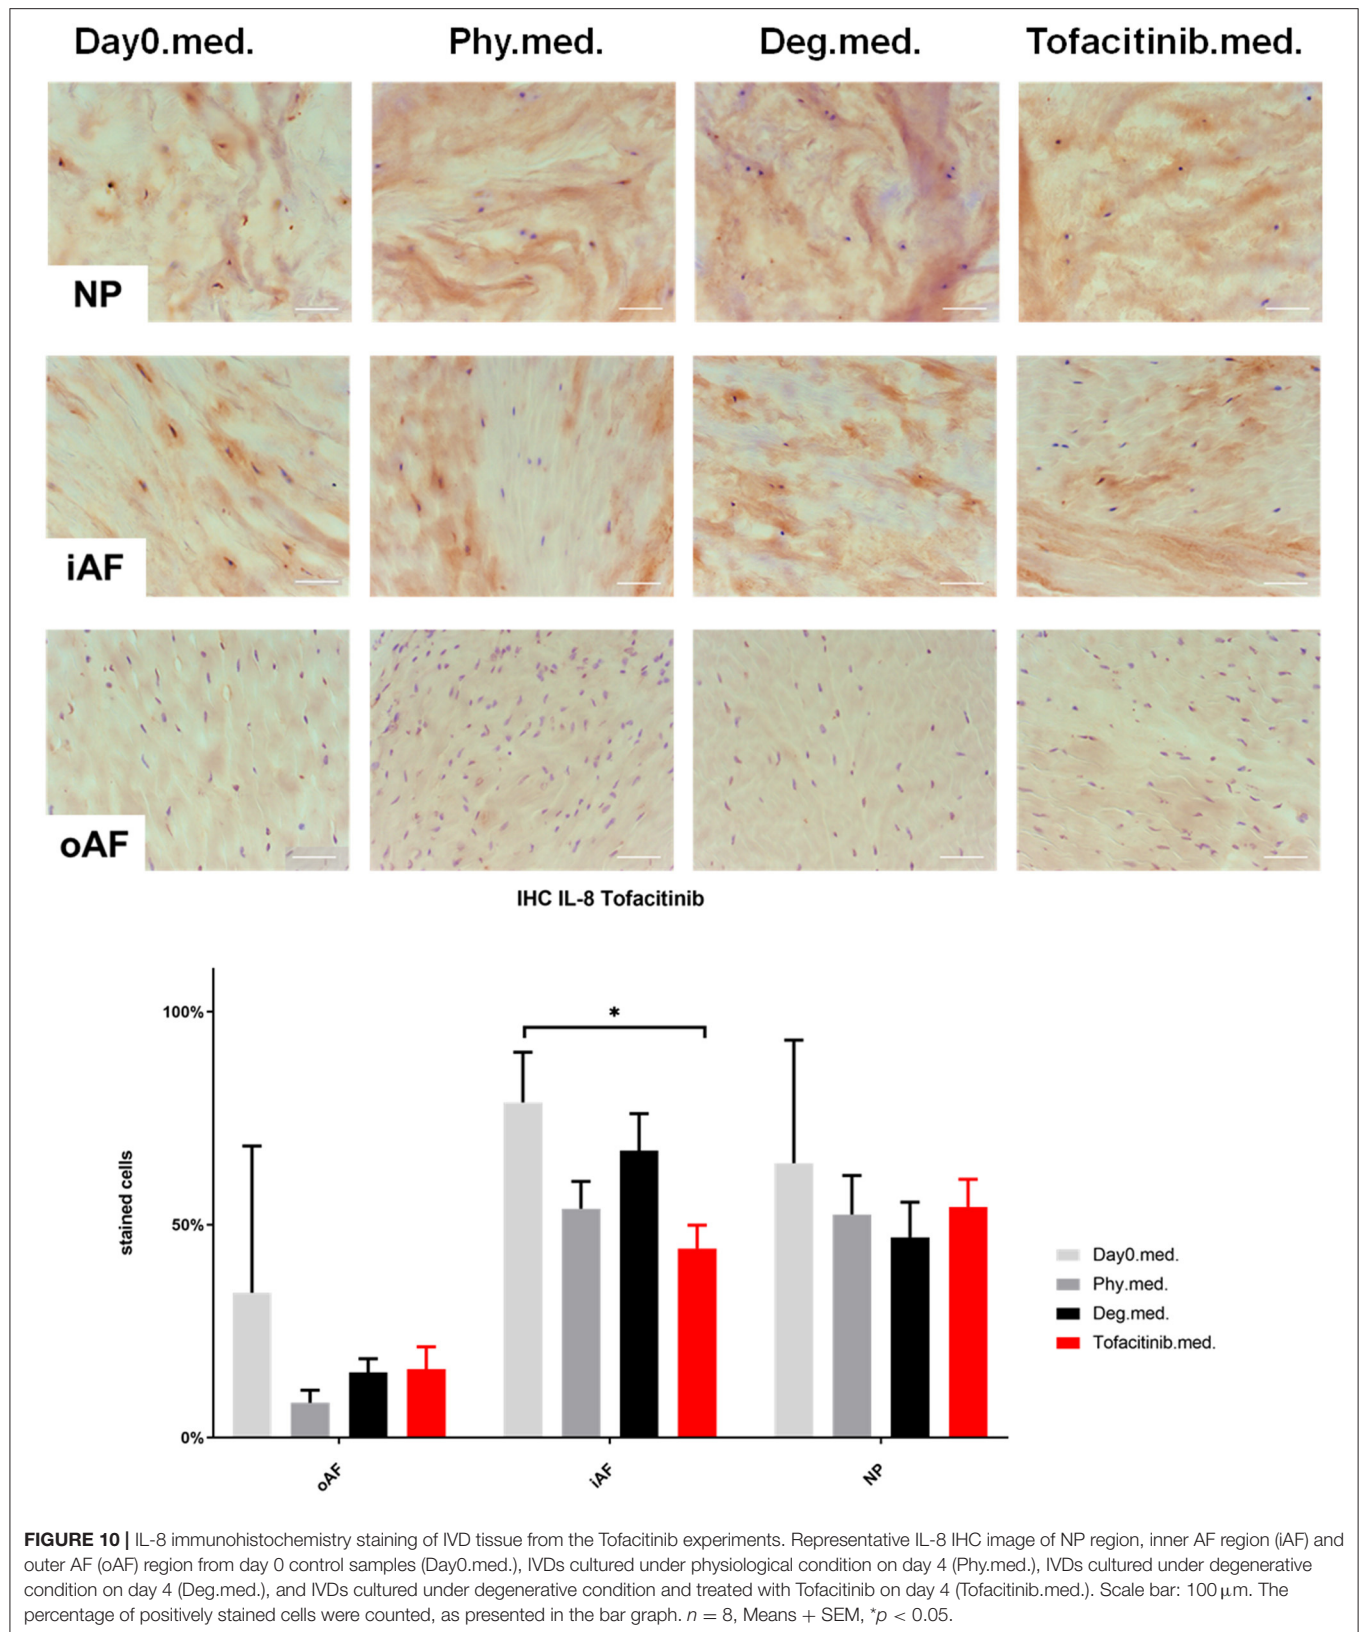 Day0.med. Phy.med. Deg.med. Tofacitinib.med.
NP
iAF
oAF
IHC IL-8 Tofacitinib
100%
*
50%
stained cells
0%
oAF iAF NP
Day0.med.
Phy.med.
Deg.med.
Tofacitinib.med.
FIGURE 10 | IL-8 immunohistochemistry staining of IVD tissue from the Tofacitinib experiments. Representative IL-8 IHC image of NP region, inner AF region (iAF) and
outer AF (oAF) region from day 0 control samples (Day0.med.), IVDs cultured under physiological condition on day 4 (Phy.med.), IVDs cultured under degenerative
condition on day 4 (Deg.med.), and IVDs cultured under degenerative condition and treated with Tofacitinib on day 4 (Tofacitinib.med.). Scale bar: 100 μm. The
percentage of positively stained cells were counted, as presented in the bar graph. n = 8, Means + SEM, *p < 0.05.